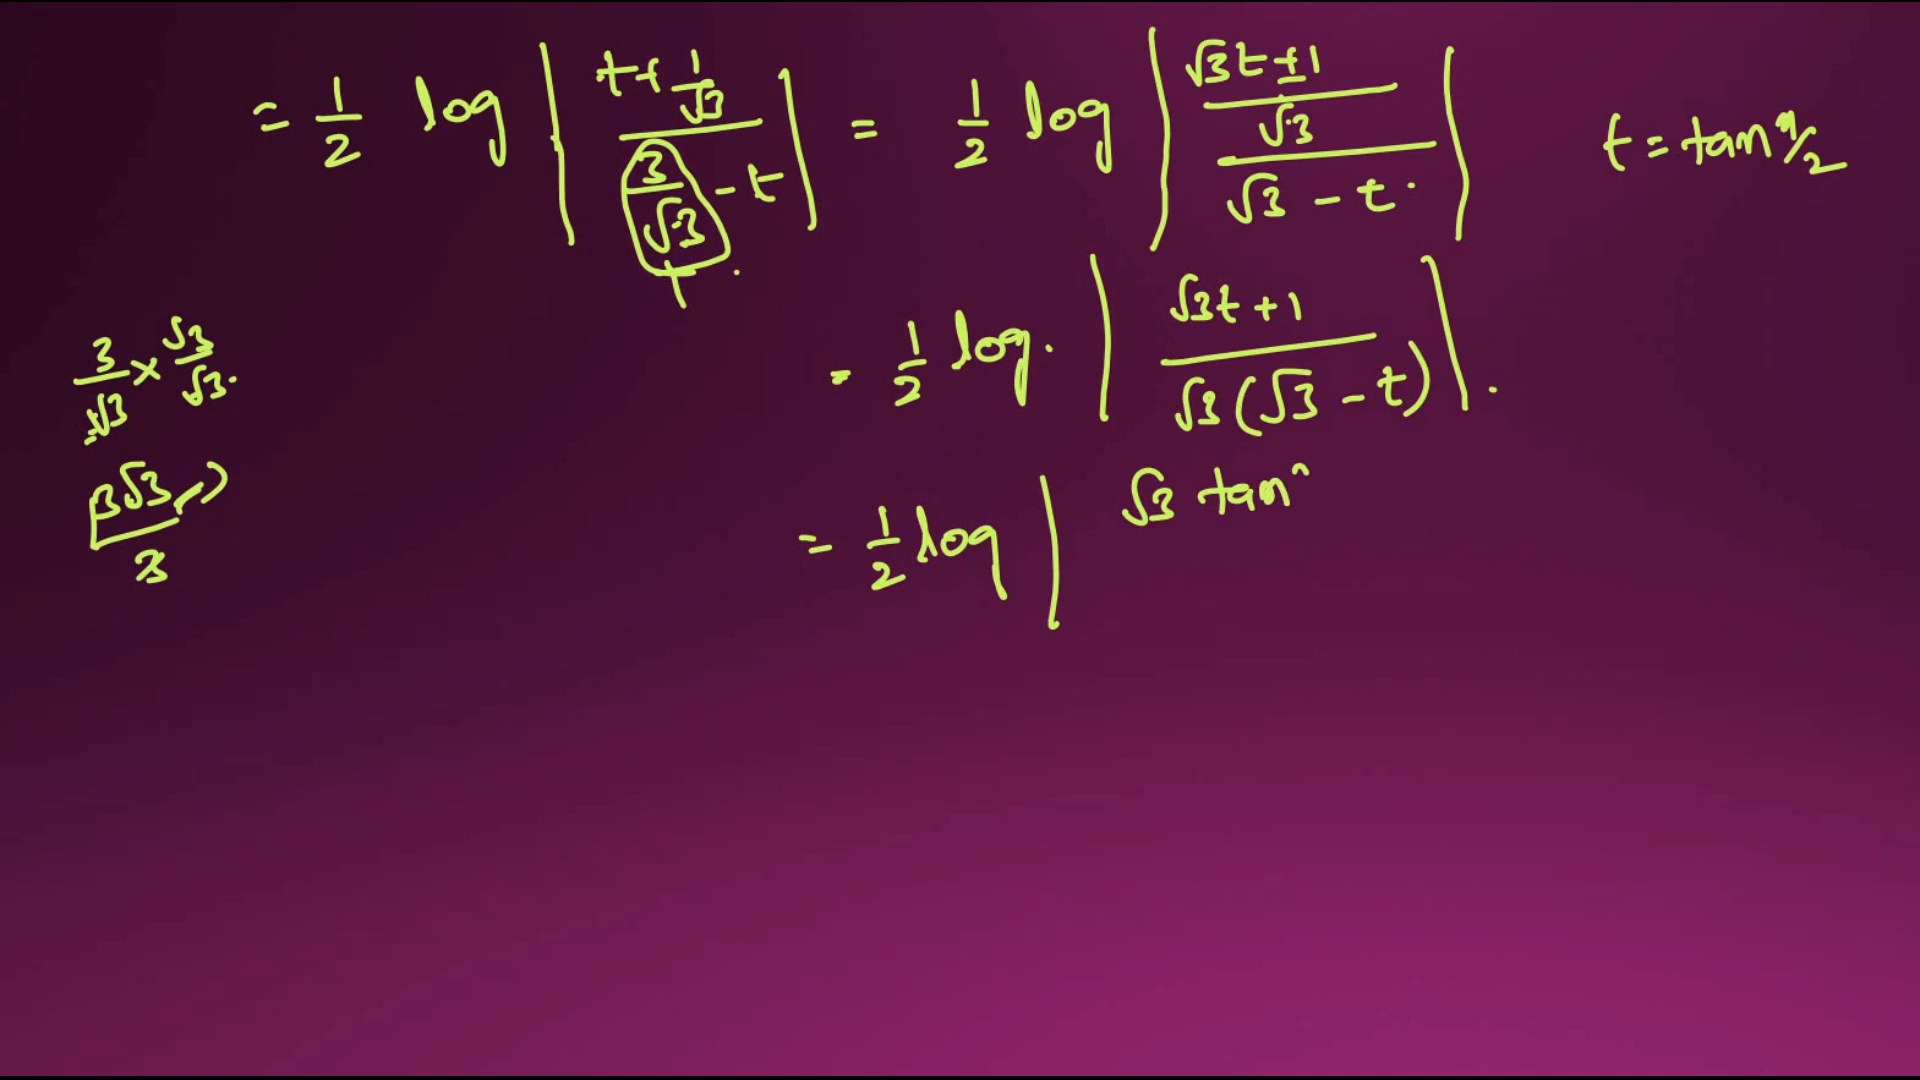 = 1/2 log | (t + 1/√3) / (3/√3 - t) | = 1/2 log | ((√3t + 1)/√3) / (√3 - t) | t = tan x/2
= 1/2 log | (√3t + 1) / (√3(√3 - t)) |.
3/√3 × √3/√3
3√3/3
= 1/2 log | √3 tan